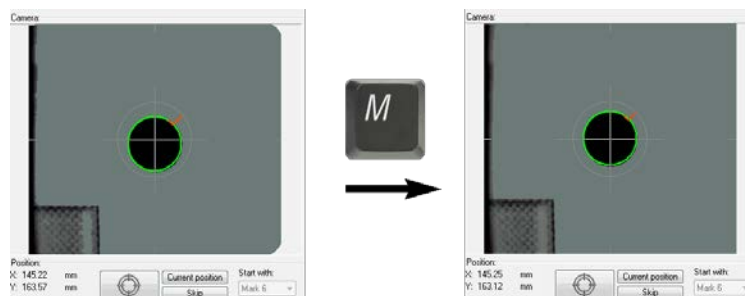 Camera:
Position:
X: 145.22 mm
Y: 163.57 mm
Current position
Skip
Start with:
Mark 6
M
Camera:
Position:
X: 145.25 mm
Y: 163.12 mm
Current position
Skip
Start with:
Mark 6